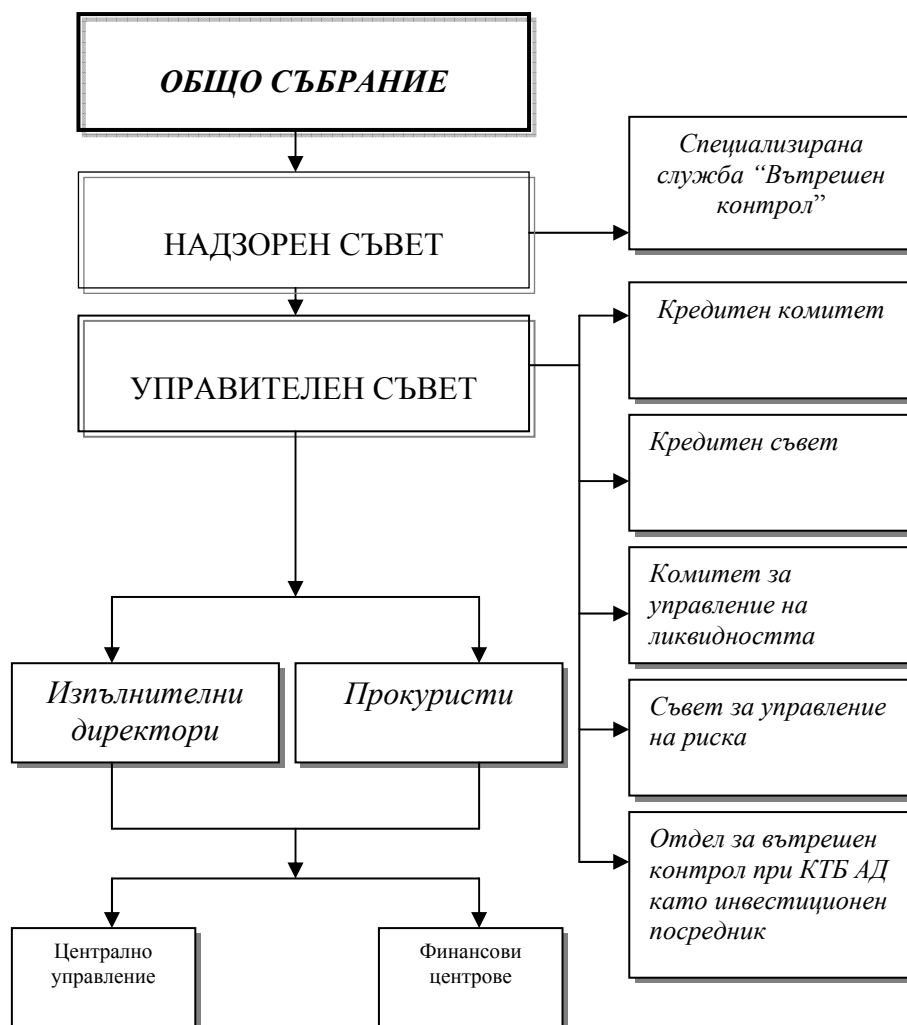 ОБЩО СЪБРАНИЕ
НАДЗОРЕН СЪВЕТ
Специализирана
служба “Вътрешен
контрол”
УПРАВИТЕЛЕН СЪВЕТ
Кредитен комитет
Кредитен съвет
Комитет за
управление на
ликвидността
Изпълнителни
директори
Прокуристи
Съвет за управление
на риска
Отдел за вътрешен
контрол при КТБ АД
като инвестиционен
посредник
Централно
управление
Финансови
центрове